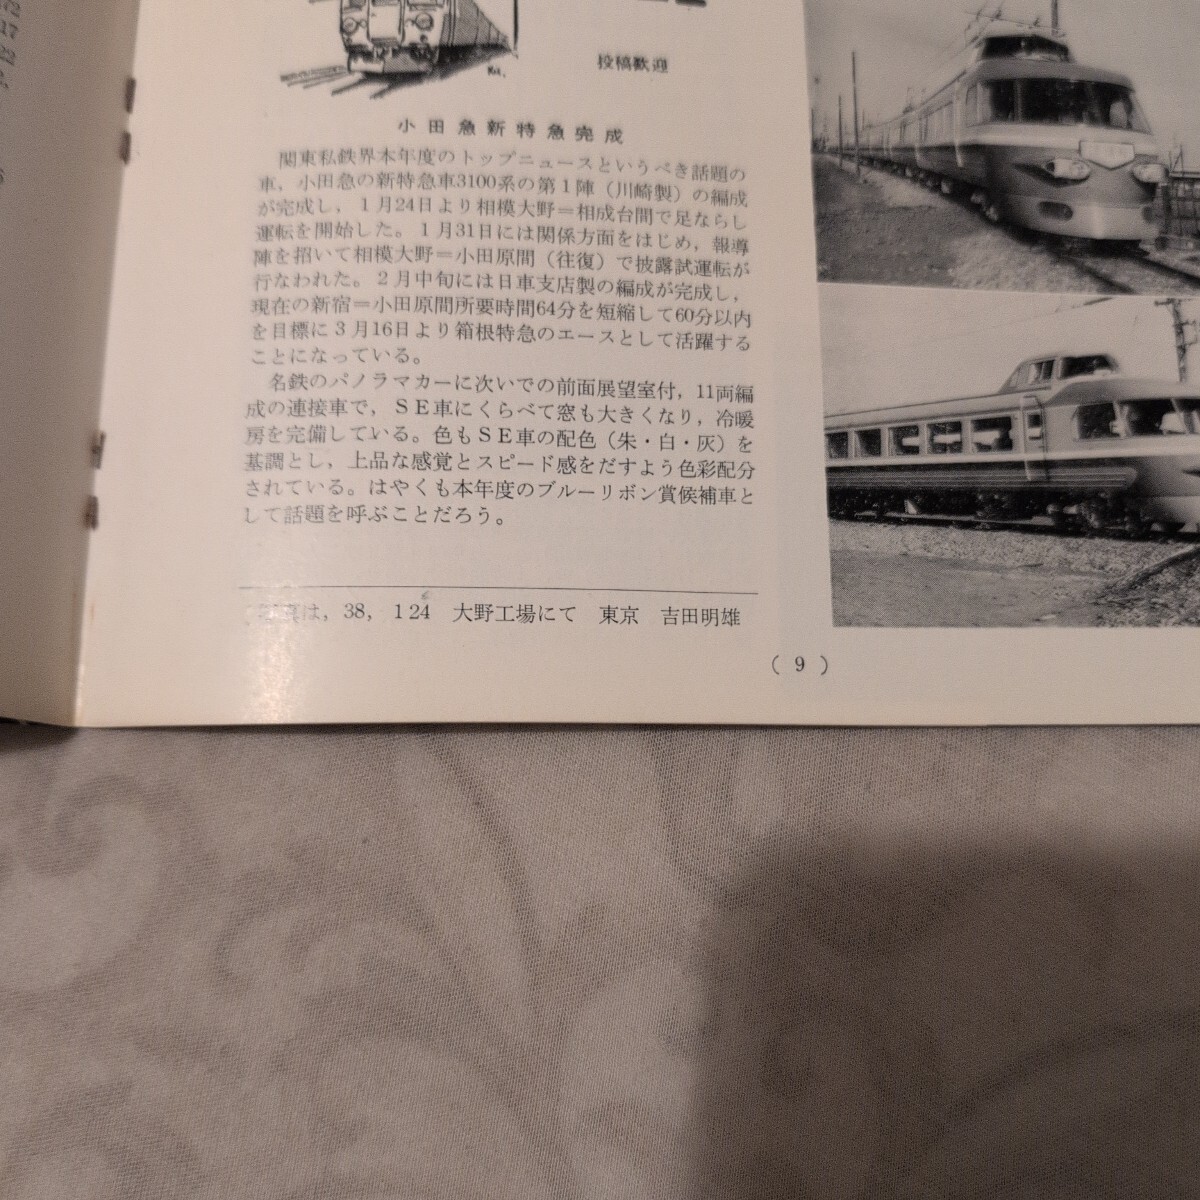 72
17
22
投稿歓迎
小田急新特急完成
関東私鉄界本年度のトップニュースというべき話題の
車，小田急の新特急車3100系の第１陣（川崎製）の編成
が完成し，１月24日より相模大野＝相成台間で足ならし
運転を開始した。１月31日には関係方面をはじめ，報導
陣を招いて相模大野＝小田原間（往復）で披露試運転が
行なわれた。２月中旬には日車支店製の編成が完成し，
現在の新宿＝小田原間所要時間64分を短縮して60分以内
を目標に３月16日より箱根特急のエースとして活躍する
ことになっている。
名鉄のパノラマカーに次いでの前面展望室付，11両編
成の連接車で，ＳＥ車にくらべて窓も大きくなり，冷暖
房を完備している。色もＳＥ車の配色（朱・白・灰）を
基調とし，上品な感覚とスピード感をだすよう色彩配分
されている。はやくも本年度のブルーリボン賞候補車と
して話題を呼ぶことだろう。
写真は，38，１24　大野工場にて　東京　吉田明雄
（ 9 ）